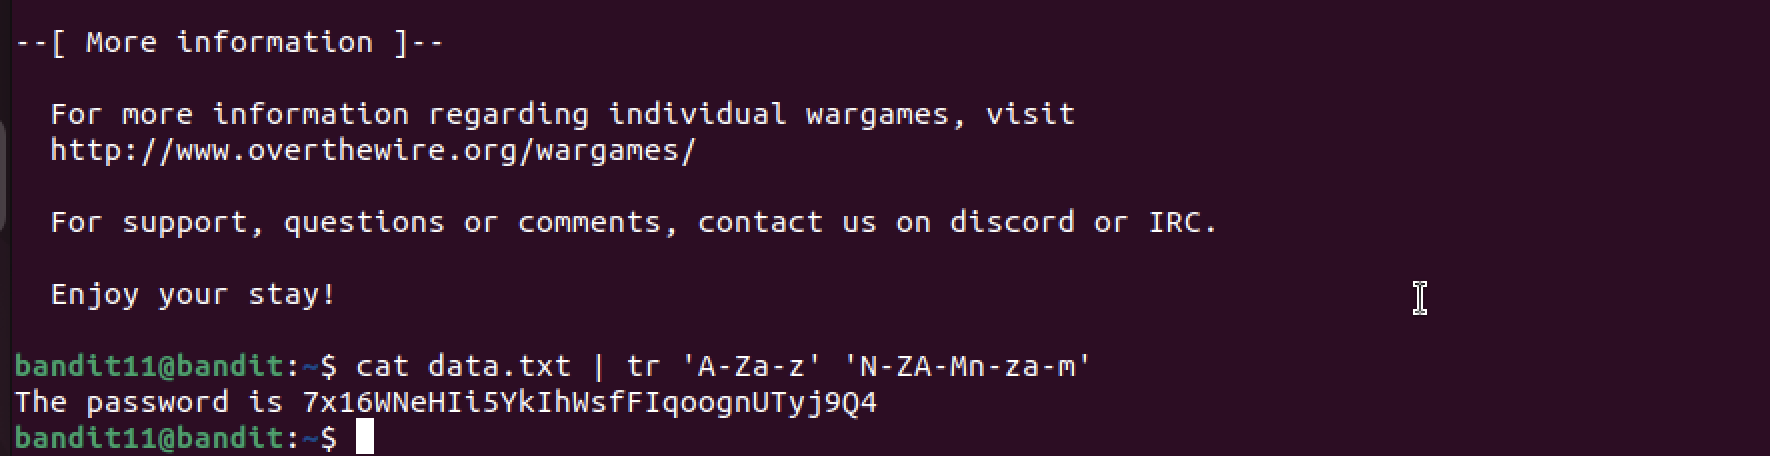 --[ More information ]--
For more information regarding individual wargames, visit
http://www.overthewire.org/wargames/
For support, questions or comments, contact us on discord or IRC.
Enjoy your stay!
bandit11@bandit:~$ cat data.txt | tr 'A-Za-z' 'N-ZA-Mn-za-m'
The password is 7x16WNeHIi5YkIhWsfFIqoognUTyj9Q4
bandit11@bandit:~$